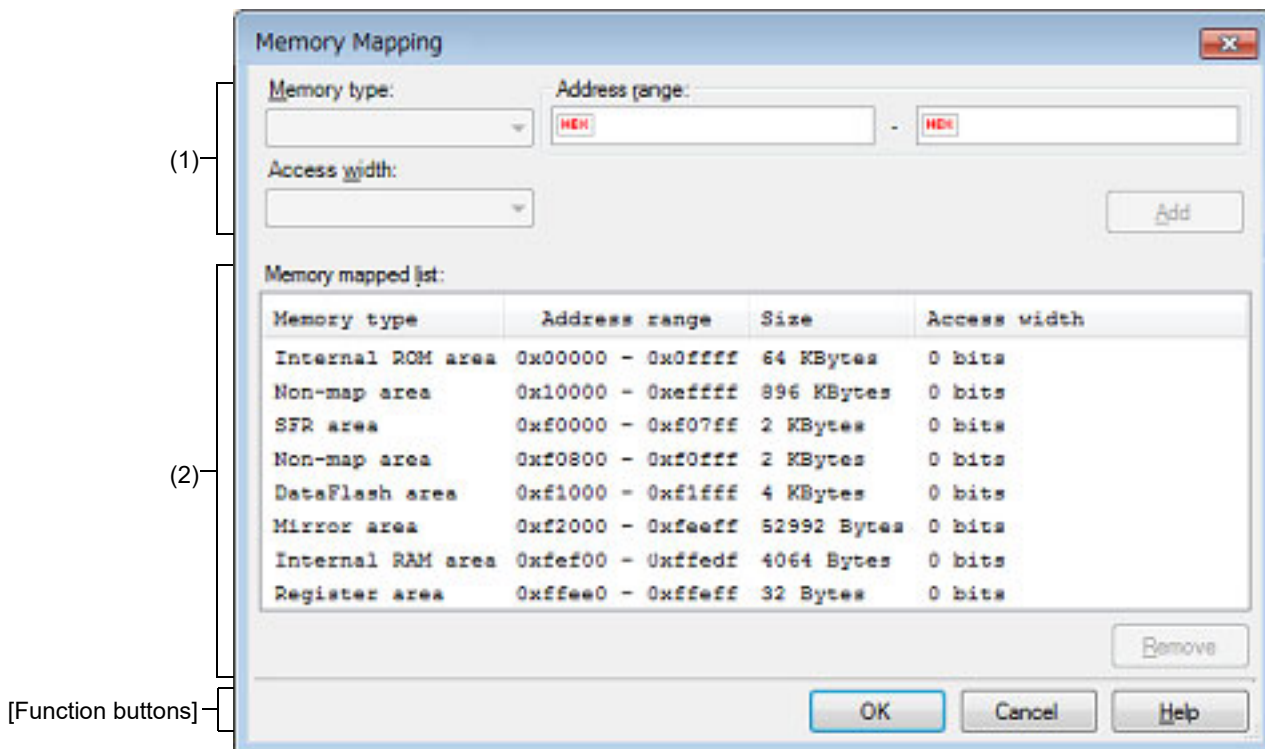 Memory Mapping
Memory type:
Address range:
HEX - HEX
(1)
Access width:
Add
Memory mapped list:
Memory type Address range Size Access width
Internal ROM area 0x00000 - 0x0ffff 64 KBytes 0 bits
Non-map area 0x10000 - 0xeffff 896 KBytes 0 bits
SFR area 0xf0000 - 0xf07ff 2 KBytes 0 bits
Non-map area 0xf0800 - 0xf0fff 2 KBytes 0 bits
(2)
DataFlash area 0xf1000 - 0xf1fff 4 KBytes 0 bits
Mirror area 0xf2000 - 0xfeeff 52992 Bytes 0 bits
Internal RAM area 0xfef00 - 0xffedf 4064 Bytes 0 bits
Register area 0xffee0 - 0xffeff 32 Bytes 0 bits
Remove
[Function buttons]
OK Cancel Help